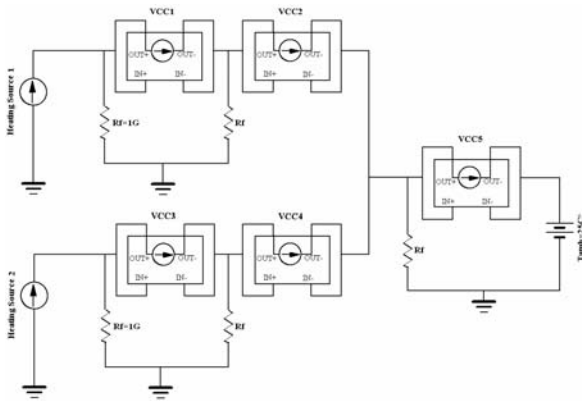 VCC1
VCC2
OUT+ OUT-
IN+ IN-
OUT+ OUT-
IN+ IN-
Heating Source 1
Rf=1G
Rf
VCC5
OUT+ OUT-
IN+ IN-
VCC3
VCC4
OUT+ OUT-
IN+ IN-
OUT+ OUT-
IN+ IN-
Rf
Heating Source 2
Rf=1G
Rf